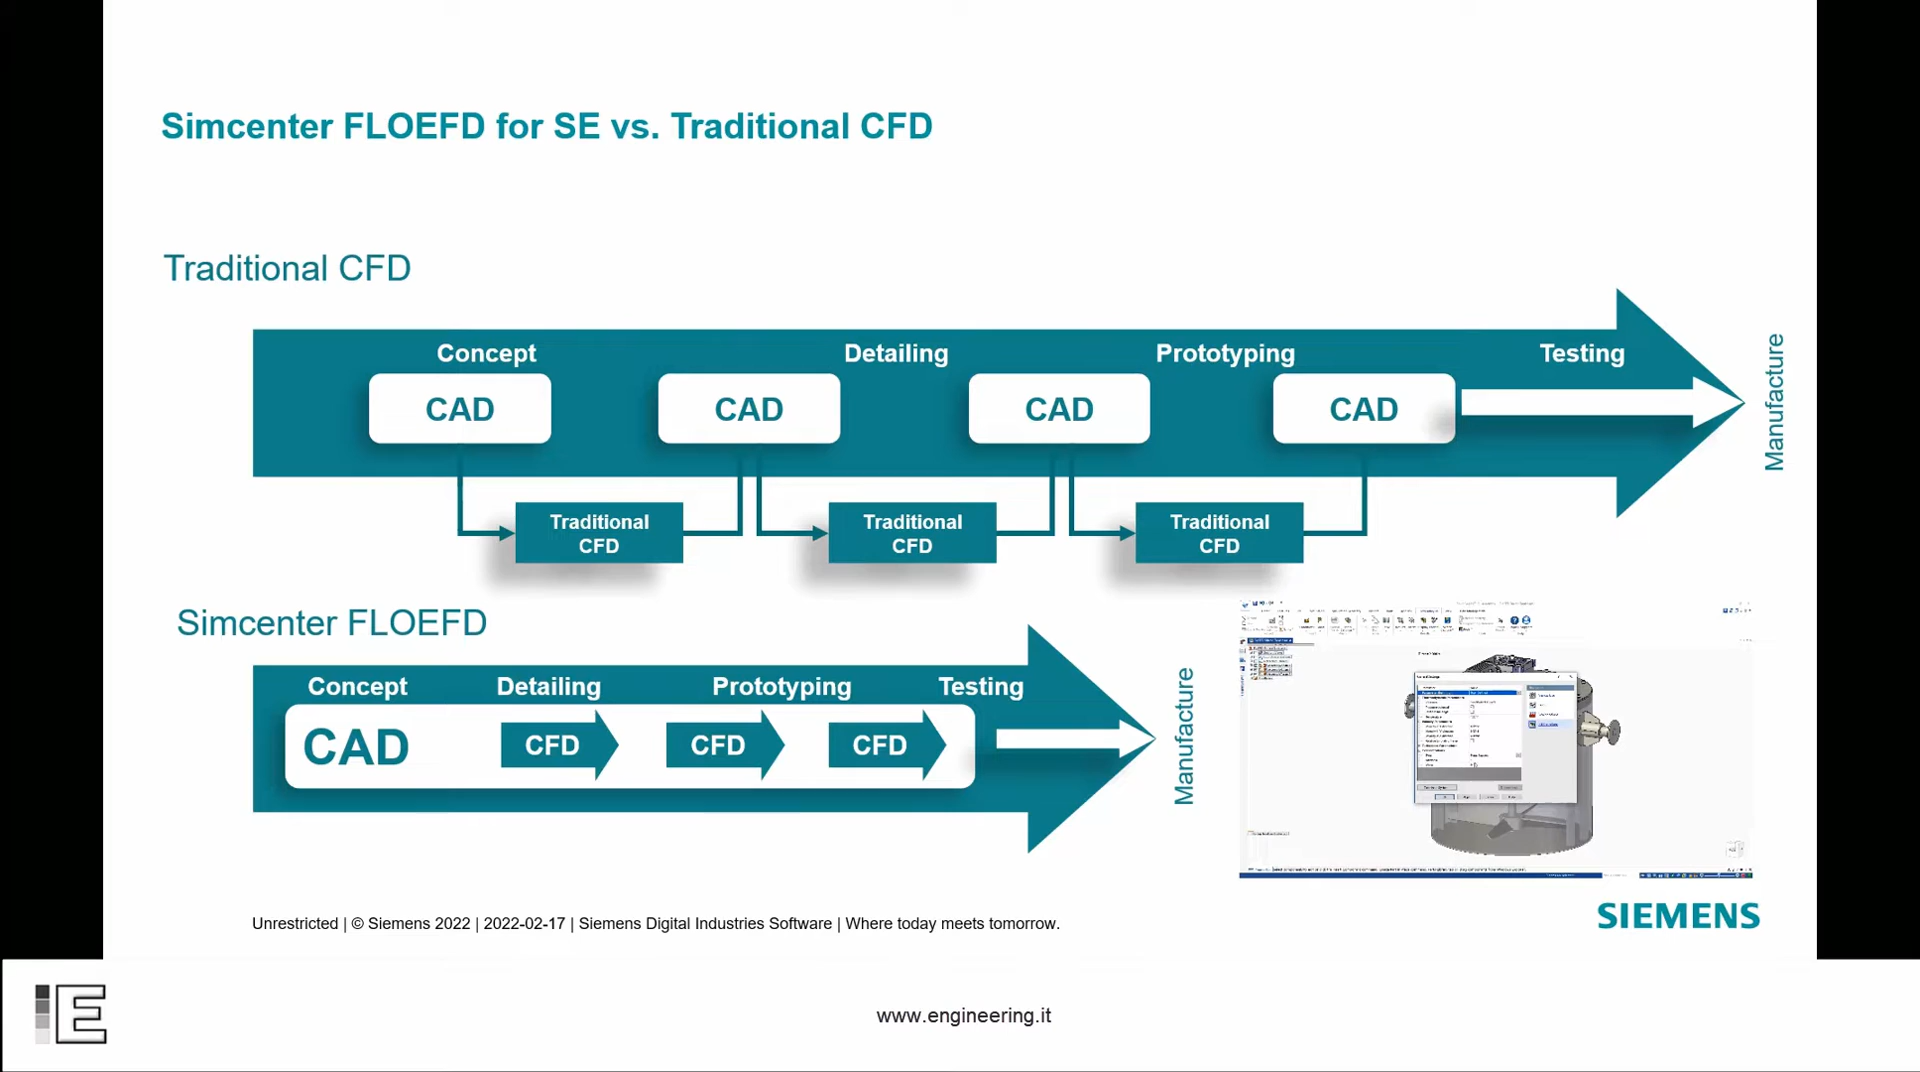 Simcenter FLOEFD for SE vs. Traditional CFD
Traditional CFD
Concept
Detailing
Prototyping
Testing
CAD
CAD
CAD
CAD
Manufacture
Traditional
CFD
Traditional
CFD
Traditional
CFD
Simcenter FLOEFD
Concept
Detailing
Prototyping
Testing
CAD
CFD
CFD
CFD
Manufacture
Unrestricted | © Siemens 2022 | 2022-02-17 | Siemens Digital Industries Software | Where today meets tomorrow.
SIEMENS
IE
www.engineering.it